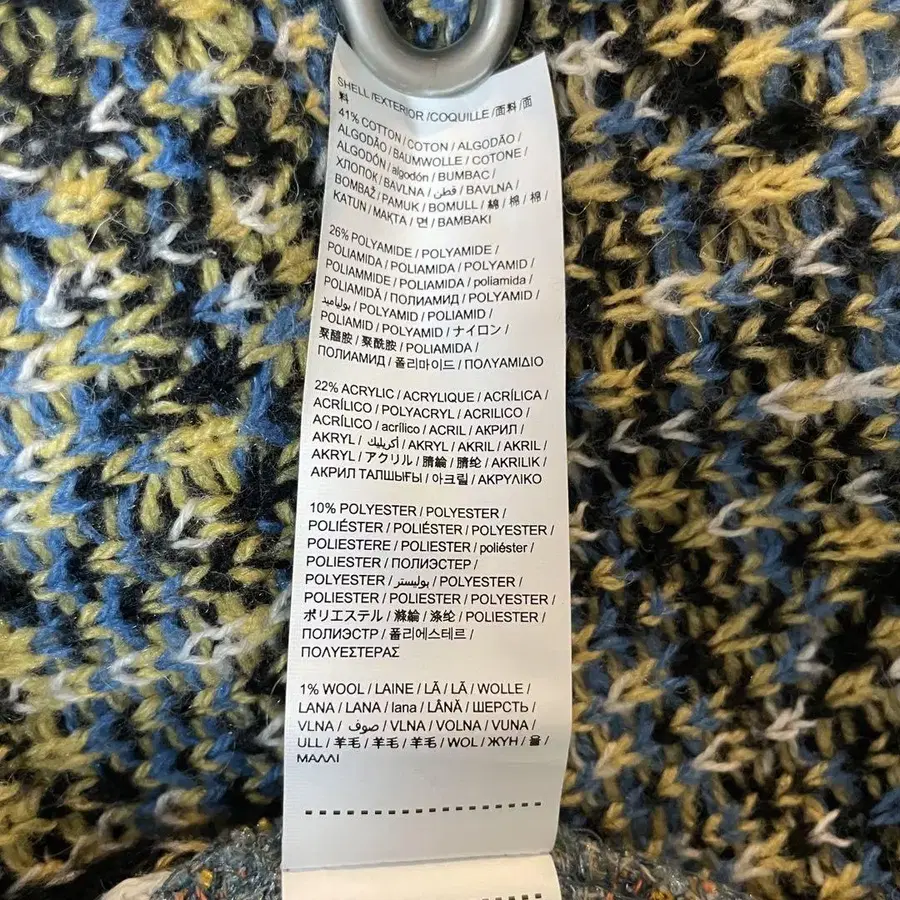 SHELL /EXTERIOR /COQUILLE /面料/面
料
41% COTTON / COTON / ALGODÃO /
ALGODÃO / BAUMWOLLE / COTONE /
ALGODÓN / algodón / BUMBAC /
ХЛОПОК / BAVLNA / قطن / BAVLNA /
BOMBAŽ / PAMUK / BOMULL / 綿 / 棉 / 棉 /
KATUN / МАКТА / 면 / BAMBAKI
26% POLYAMIDE / POLYAMIDE /
POLIAMIDA / POLIAMIDA / POLYAMID /
POLIAMMIDE / POLIAMIDA / poliamida /
POLIAMIDĂ / ПОЛИАМИД / POLYAMID /
بولياميد / POLYAMID / POLIAMID /
POLIAMID / POLYAMID / ナイロン /
聚醯胺 / 聚酰胺 / POLIAMIDA /
ПОЛИАМИД / 폴리마이드 / ΠΟΛΥΑΜΙΔΙΟ
22% ACRYLIC / ACRYLIQUE / ACRÍLICA /
ACRÍLICO / POLYACRYL / ACRILICO /
ACRÍLICO / acrílico / ACRIL / АКРИЛ /
AKRYL / أكريليك / AKRYL / AKRIL / AKRIL /
AKRYL / アクリル / 腈綸 / 腈纶 / AKRILIK /
АКРИЛ ТАЛШЫҒЫ / 아크릴 / ΑΚΡΥΛΙΚΟ
10% POLYESTER / POLYESTER /
POLIÉSTER / POLIÉSTER / POLYESTER /
POLIESTERE / POLIESTER / poliéster /
POLIESTER / ПОЛИЭСТЕР /
POLYESTER / بوليستر / POLYESTER /
POLIESTER / POLIESTER / POLYESTER /
ポリエステル / 滌綸 / 涤纶 / POLIESTER /
ПОЛИЭСТР / 폴리에스테르 /
ΠΟΛΥΕΣΤΕΡΑΣ
1% WOOL / LAINE / LÃ / LÃ / WOLLE /
LANA / LANA / lana / LÂNĂ / ШЕРСТЬ /
VLNA / صوف / VLNA / VOLNA / VUNA /
ULL / 羊毛 / 羊毛 / 羊毛 / WOL / ЖҮН / 울 /
ΜΑΛΛΙ